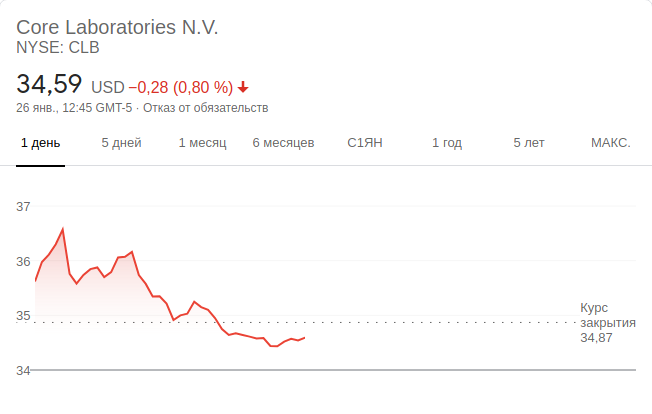 Core Laboratories N.V.
NYSE: CLB
34,59 USD −0,28 (0,80 %)
26 янв., 12:45 GMT-5 · Отказ от обязательств
1 день 5 дней 1 месяц 6 месяцев С1ЯН 1 год 5 лет МАКС.
37
36
35
Курс
закрытия
34,87
34